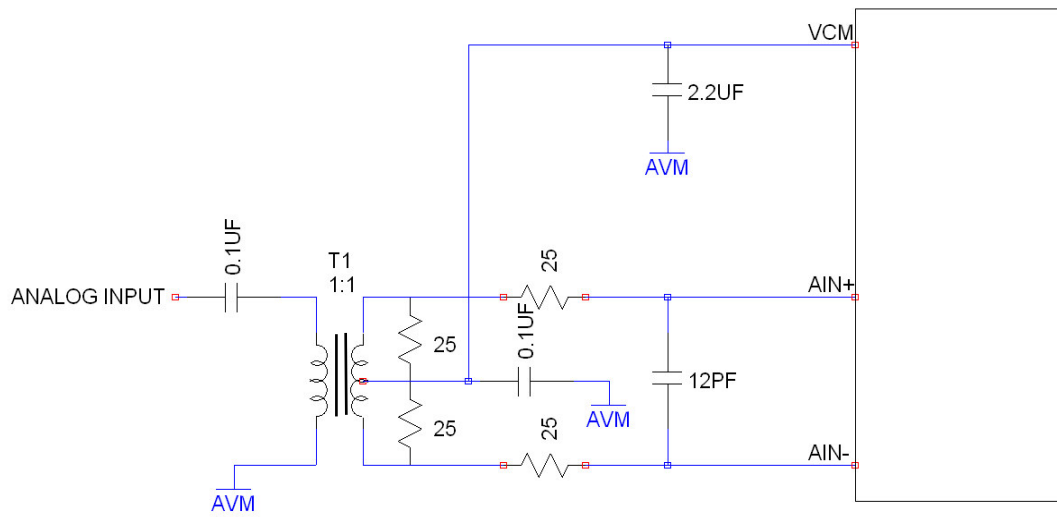 VCM
2.2UF
AVM
0.1UF
T1
1:1
25
ANALOG INPUT
AIN+
25
0.1UF
12PF
AVM
25
25
AIN-
AVM